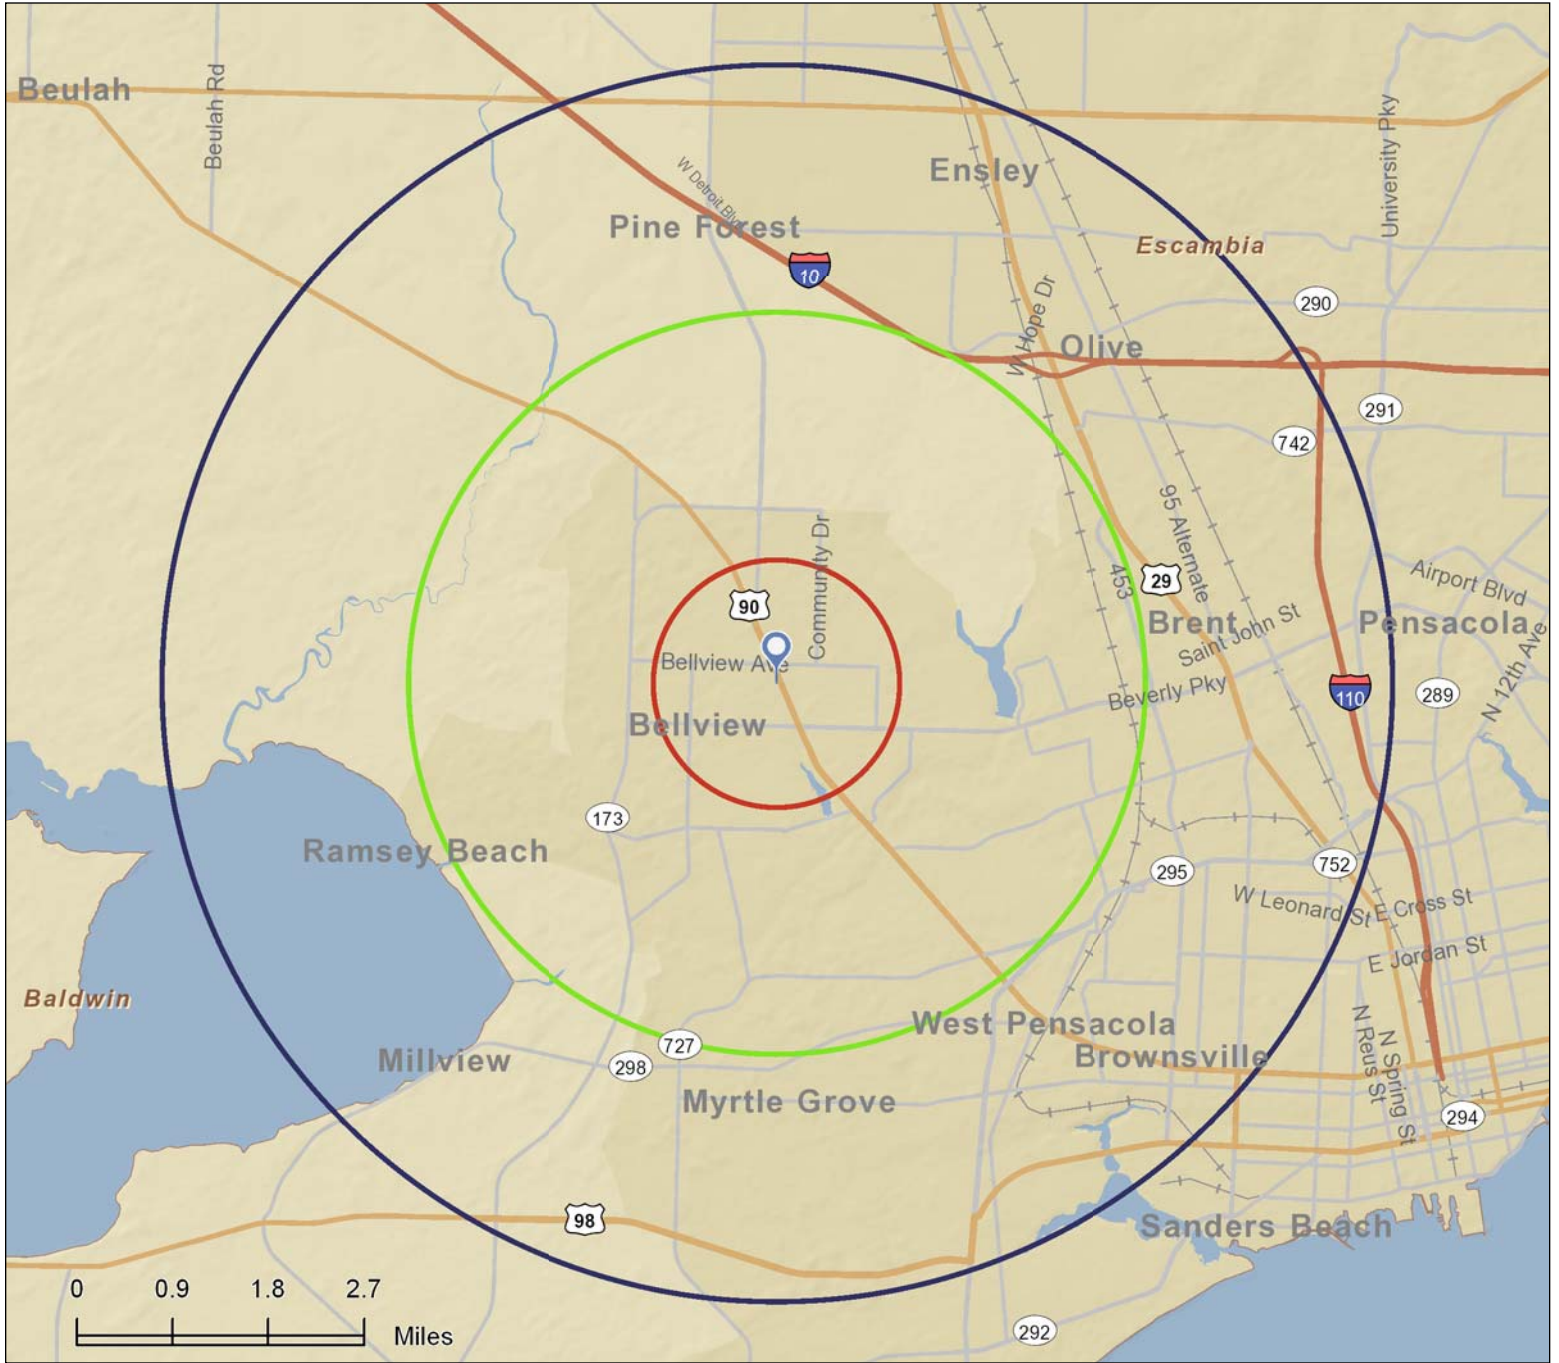 Beulah
Beulah Rd
University Pky
Ensley
W Detroit Blvd
Pine Forest
Escambia
10
290
W Hope Dr
Olive
291
742
95 Alternate
Community Dr
453
29
Airport Blvd
90
Brent
Saint John St
Pensacola
Bellview Ave
N 12th Ave
Beverly Pky
110
289
Bellview
173
Ramsey Beach
752
295
W Leonard St
E Cross St
E Jordan St
Baldwin
West Pensacola
N Reus St
N Spring St
727
Millview
298
Brownsville
Myrtle Grove
294
98
Sanders Beach
0 0.9 1.8 2.7
Miles
292